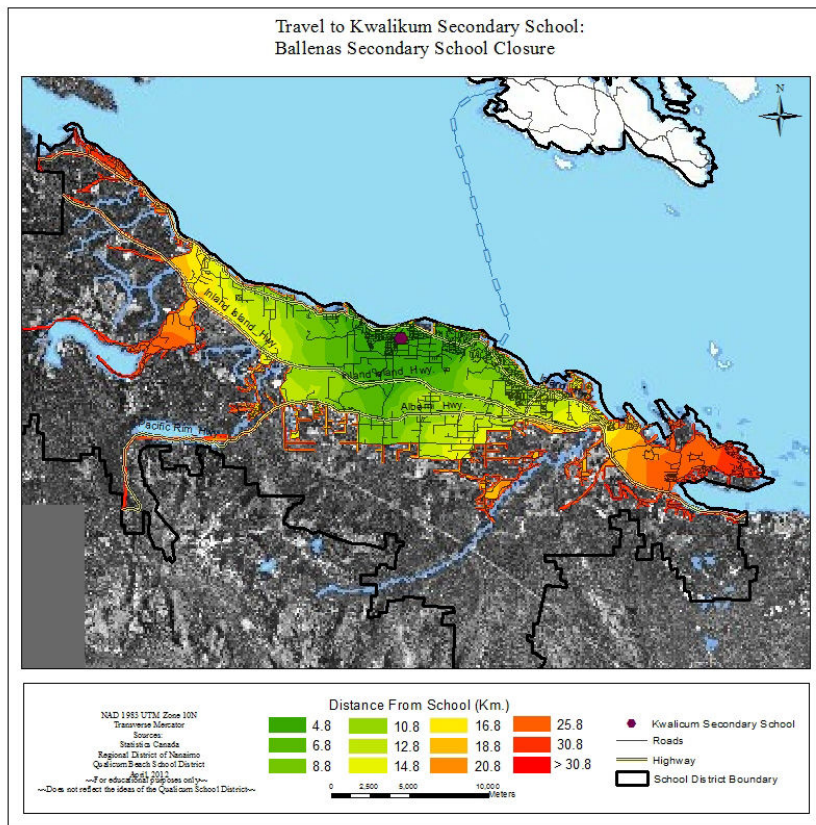 Travel to Kwalikum Secondary School:
Ballenas Secondary School Closure
N
Inland Island Hwy.
Inland Island Hwy.
Alberni Hwy.
Pacific Rim
Distance From School (Km.)
NAD 1983 UTM Zone 10N
Transverse Mercator
Sources:
Statistics Canada
Regional District of Nanaimo
Qualicum Beach School District
April, 2012
~~For educational purposes only~~
~~Does not reflect the ideas of the Qualicum School District~~
4.8
6.8
8.8
10.8
12.8
14.8
16.8
18.8
20.8
25.8
30.8
> 30.8
Kwalicum Secondary School
Roads
Highway
School District Boundary
0 2,500 5,000 10,000
Meters